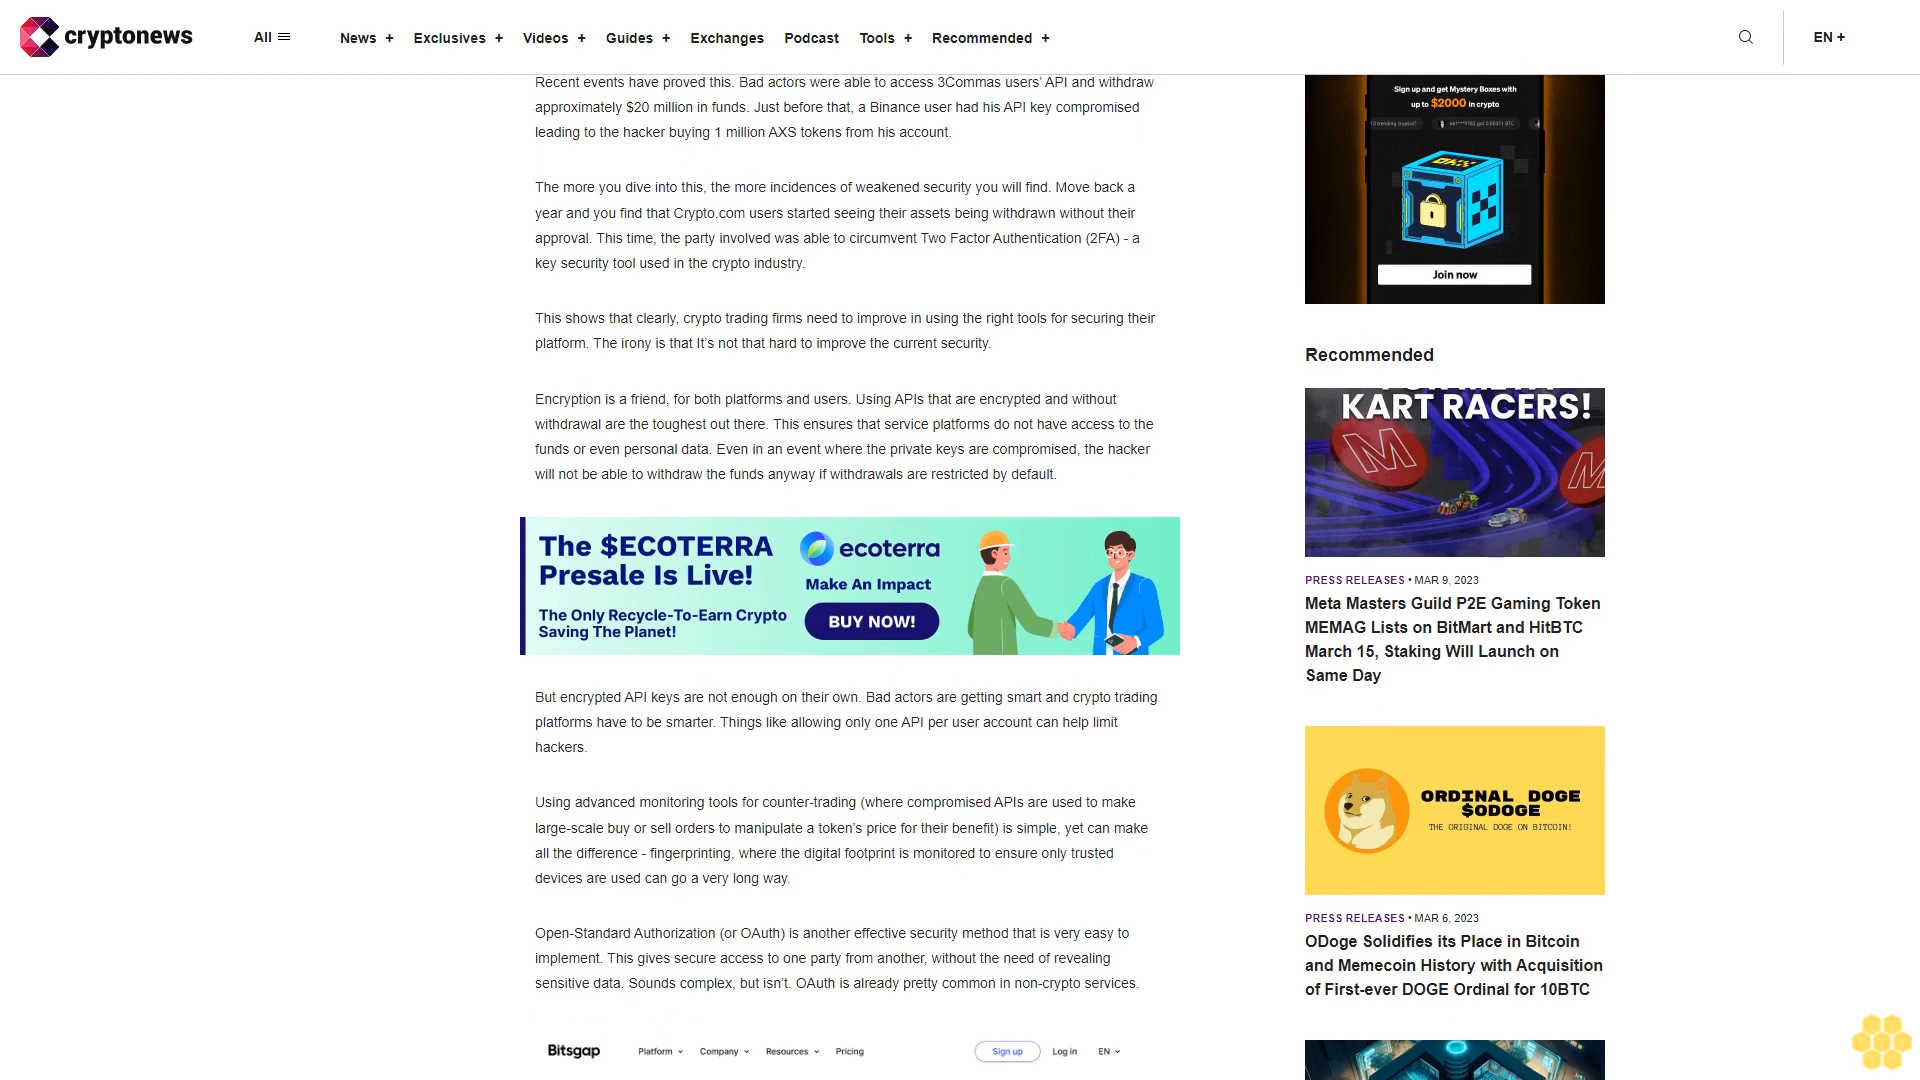 cryptonews
All
News +
Exclusives +
Videos +
Guides +
Exchanges
Podcast
Tools +
Recommended +
EN +
Recent events have proved this. Bad actors were able to access 3Commas users’ API and withdraw
approximately $20 million in funds. Just before that, a Binance user had his API key compromised
leading to the hacker buying 1 million AXS tokens from his account.
The more you dive into this, the more incidences of weakened security you will find. Move back a
year and you find that Crypto.com users started seeing their assets being withdrawn without their
approval. This time, the party involved was able to circumvent Two Factor Authentication (2FA) - a
key security tool used in the crypto industry.
This shows that clearly, crypto trading firms need to improve in using the right tools for securing their
platform. The irony is that It’s not that hard to improve the current security.
Encryption is a friend, for both platforms and users. Using APIs that are encrypted and without
withdrawal are the toughest out there. This ensures that service platforms do not have access to the
funds or even personal data. Even in an event where the private keys are compromised, the hacker
will not be able to withdraw the funds anyway if withdrawals are restricted by default.
The $ECOTERRA
Presale Is Live!
The Only Recycle-To-Earn Crypto
Saving The Planet!
ecoterra
Make An Impact
BUY NOW!
But encrypted API keys are not enough on their own. Bad actors are getting smart and crypto trading
platforms have to be smarter. Things like allowing only one API per user account can help limit
hackers.
Using advanced monitoring tools for counter-trading (where compromised APIs are used to make
large-scale buy or sell orders to manipulate a token’s price for their benefit) is simple, yet can make
all the difference - fingerprinting, where the digital footprint is monitored to ensure only trusted
devices are used can go a very long way.
Open-Standard Authorization (or OAuth) is another effective security method that is very easy to
implement. This gives secure access to one party from another, without the need of revealing
sensitive data. Sounds complex, but isn’t. OAuth is already pretty common in non-crypto services.
Bitsgap
Platform
Company
Resources
Pricing
Sign up
Log in
EN
Sign up and get Mystery Boxes with
up to $2000 in crypto
Join now
Recommended
KART RACERS!
PRESS RELEASES • MAR 9, 2023
Meta Masters Guild P2E Gaming Token
MEMAG Lists on BitMart and HitBTC
March 15, Staking Will Launch on
Same Day
ORDINAL DOGE
$ODOGE
THE ORIGINAL DOGE ON BITCOIN!
PRESS RELEASES • MAR 6, 2023
ODoge Solidifies its Place in Bitcoin
and Memecoin History with Acquisition
of First-ever DOGE Ordinal for 10BTC